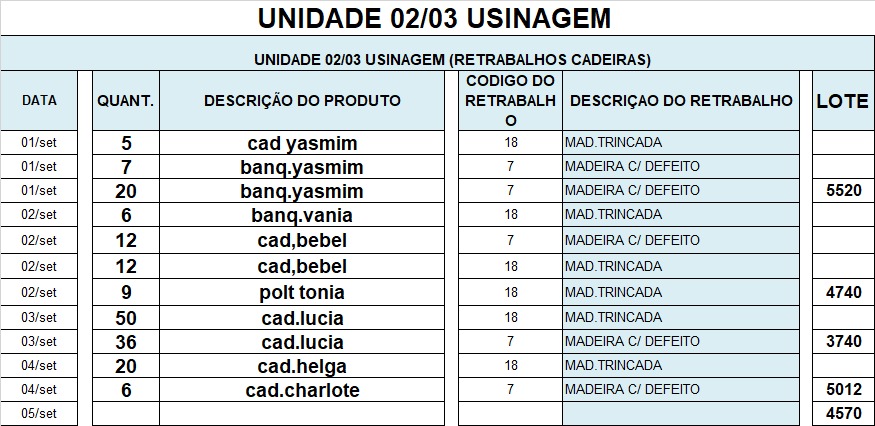 UNIDADE 02/03 USINAGEM
UNIDADE 02/03 USINAGEM (RETRABALHOS CADEIRAS)
DATA QUANT. DESCRIÇÃO DO PRODUTO CODIGO DO RETRABALHO DESCRIÇAO DO RETRABALHO LOTE
01/set 5 cad yasmim 18 MAD.TRINCADA
01/set 7 banq.yasmim 7 MADEIRA C/ DEFEITO
01/set 20 banq.yasmim 7 MADEIRA C/ DEFEITO 5520
02/set 6 banq.vania 18 MAD.TRINCADA
02/set 12 cad,bebel 7 MADEIRA C/ DEFEITO
02/set 12 cad,bebel 18 MAD.TRINCADA
02/set 9 polt tonia 18 MAD.TRINCADA 4740
03/set 50 cad.lucia 18 MAD.TRINCADA
03/set 36 cad.lucia 7 MADEIRA C/ DEFEITO 3740
04/set 20 cad.helga 18 MAD.TRINCADA
04/set 6 cad.charlote 7 MADEIRA C/ DEFEITO 5012
05/set 4570